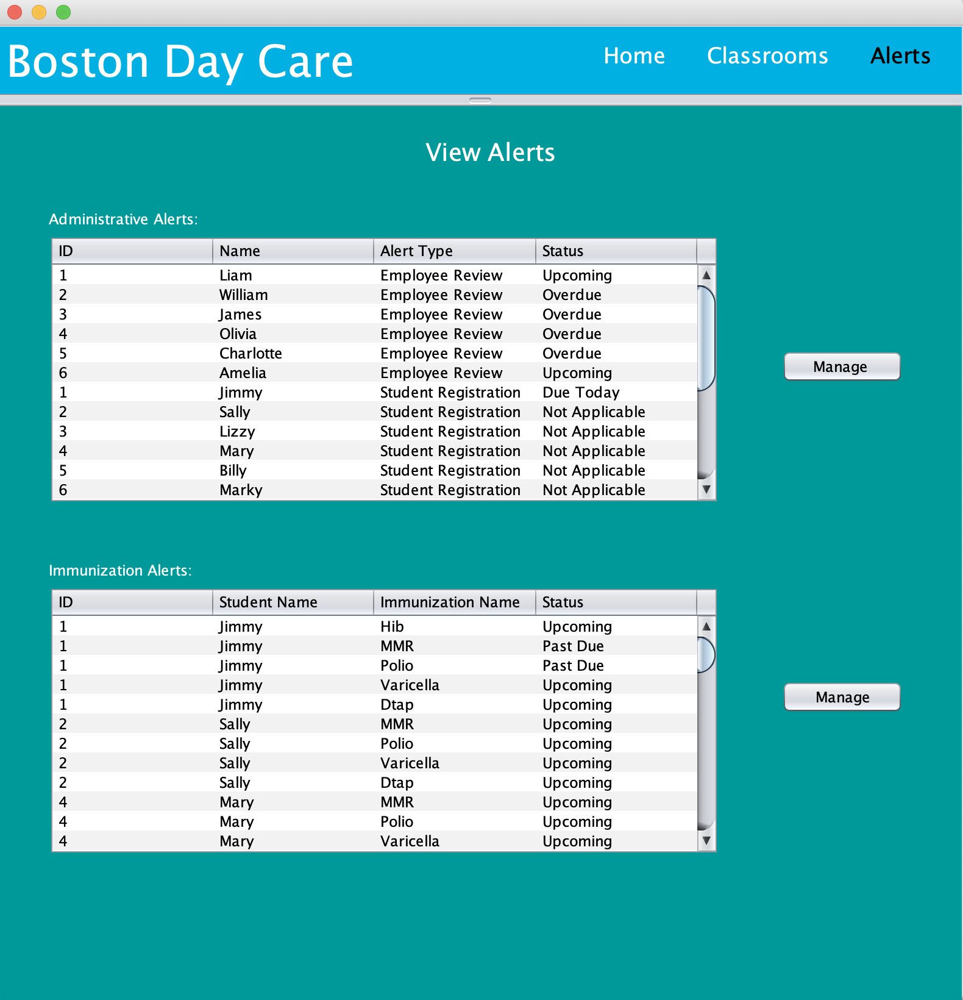 Boston Day Care Home Classrooms Alerts
View Alerts
Administrative Alerts:
ID Name Alert Type Status
1 Liam Employee Review Upcoming
2 William Employee Review Overdue
3 James Employee Review Overdue
4 Olivia Employee Review Overdue
5 Charlotte Employee Review Overdue
6 Amelia Employee Review Upcoming
1 Jimmy Student Registration Due Today
2 Sally Student Registration Not Applicable
3 Lizzy Student Registration Not Applicable
4 Mary Student Registration Not Applicable
5 Billy Student Registration Not Applicable
6 Marky Student Registration Not Applicable
Manage
Immunization Alerts:
ID Student Name Immunization Name Status
1 Jimmy Hib Upcoming
1 Jimmy MMR Past Due
1 Jimmy Polio Past Due
1 Jimmy Varicella Upcoming
1 Jimmy Dtap Upcoming
2 Sally MMR Upcoming
2 Sally Polio Upcoming
2 Sally Varicella Upcoming
2 Sally Dtap Upcoming
4 Mary MMR Upcoming
4 Mary Polio Upcoming
4 Mary Varicella Upcoming
Manage